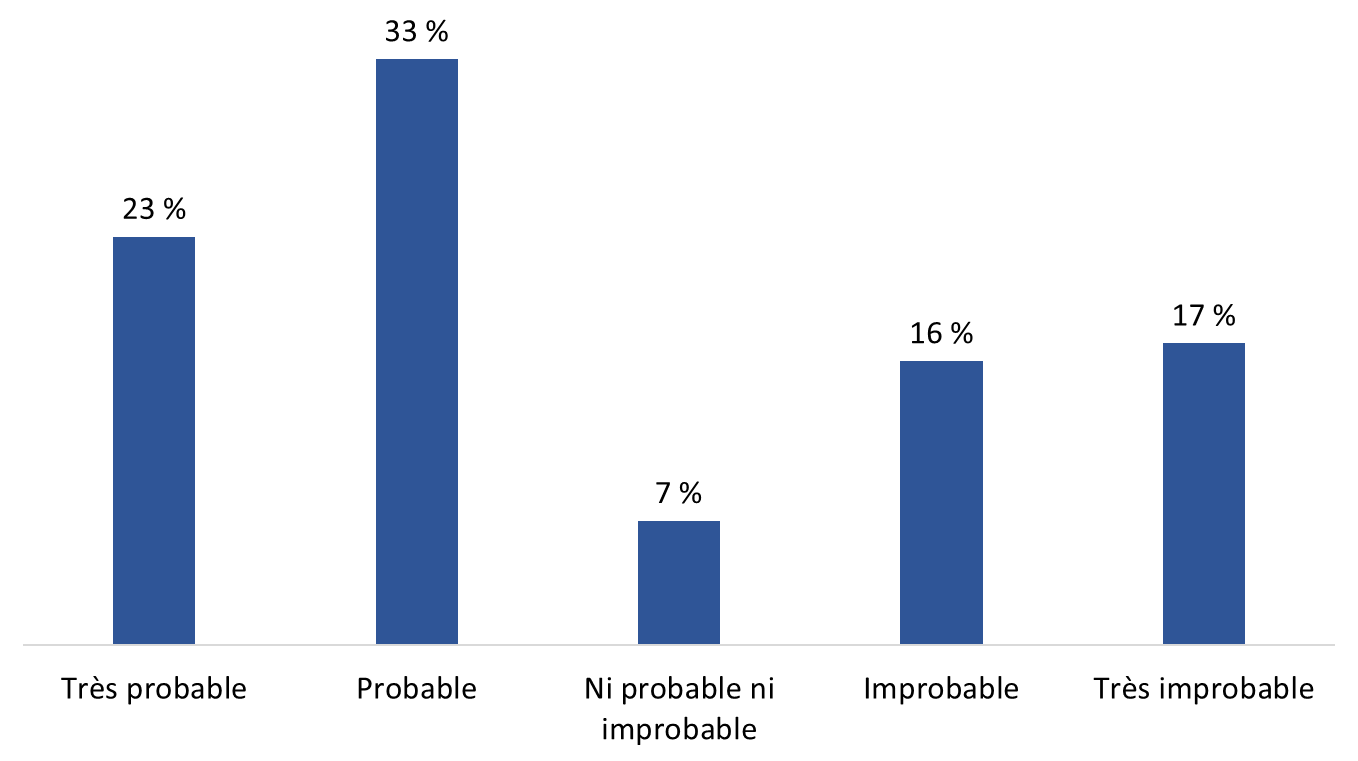 33 %
23 %
17 %
16 %
7 %
Très probable
Probable
Ni probable ni
improbable
Improbable
Très improbable